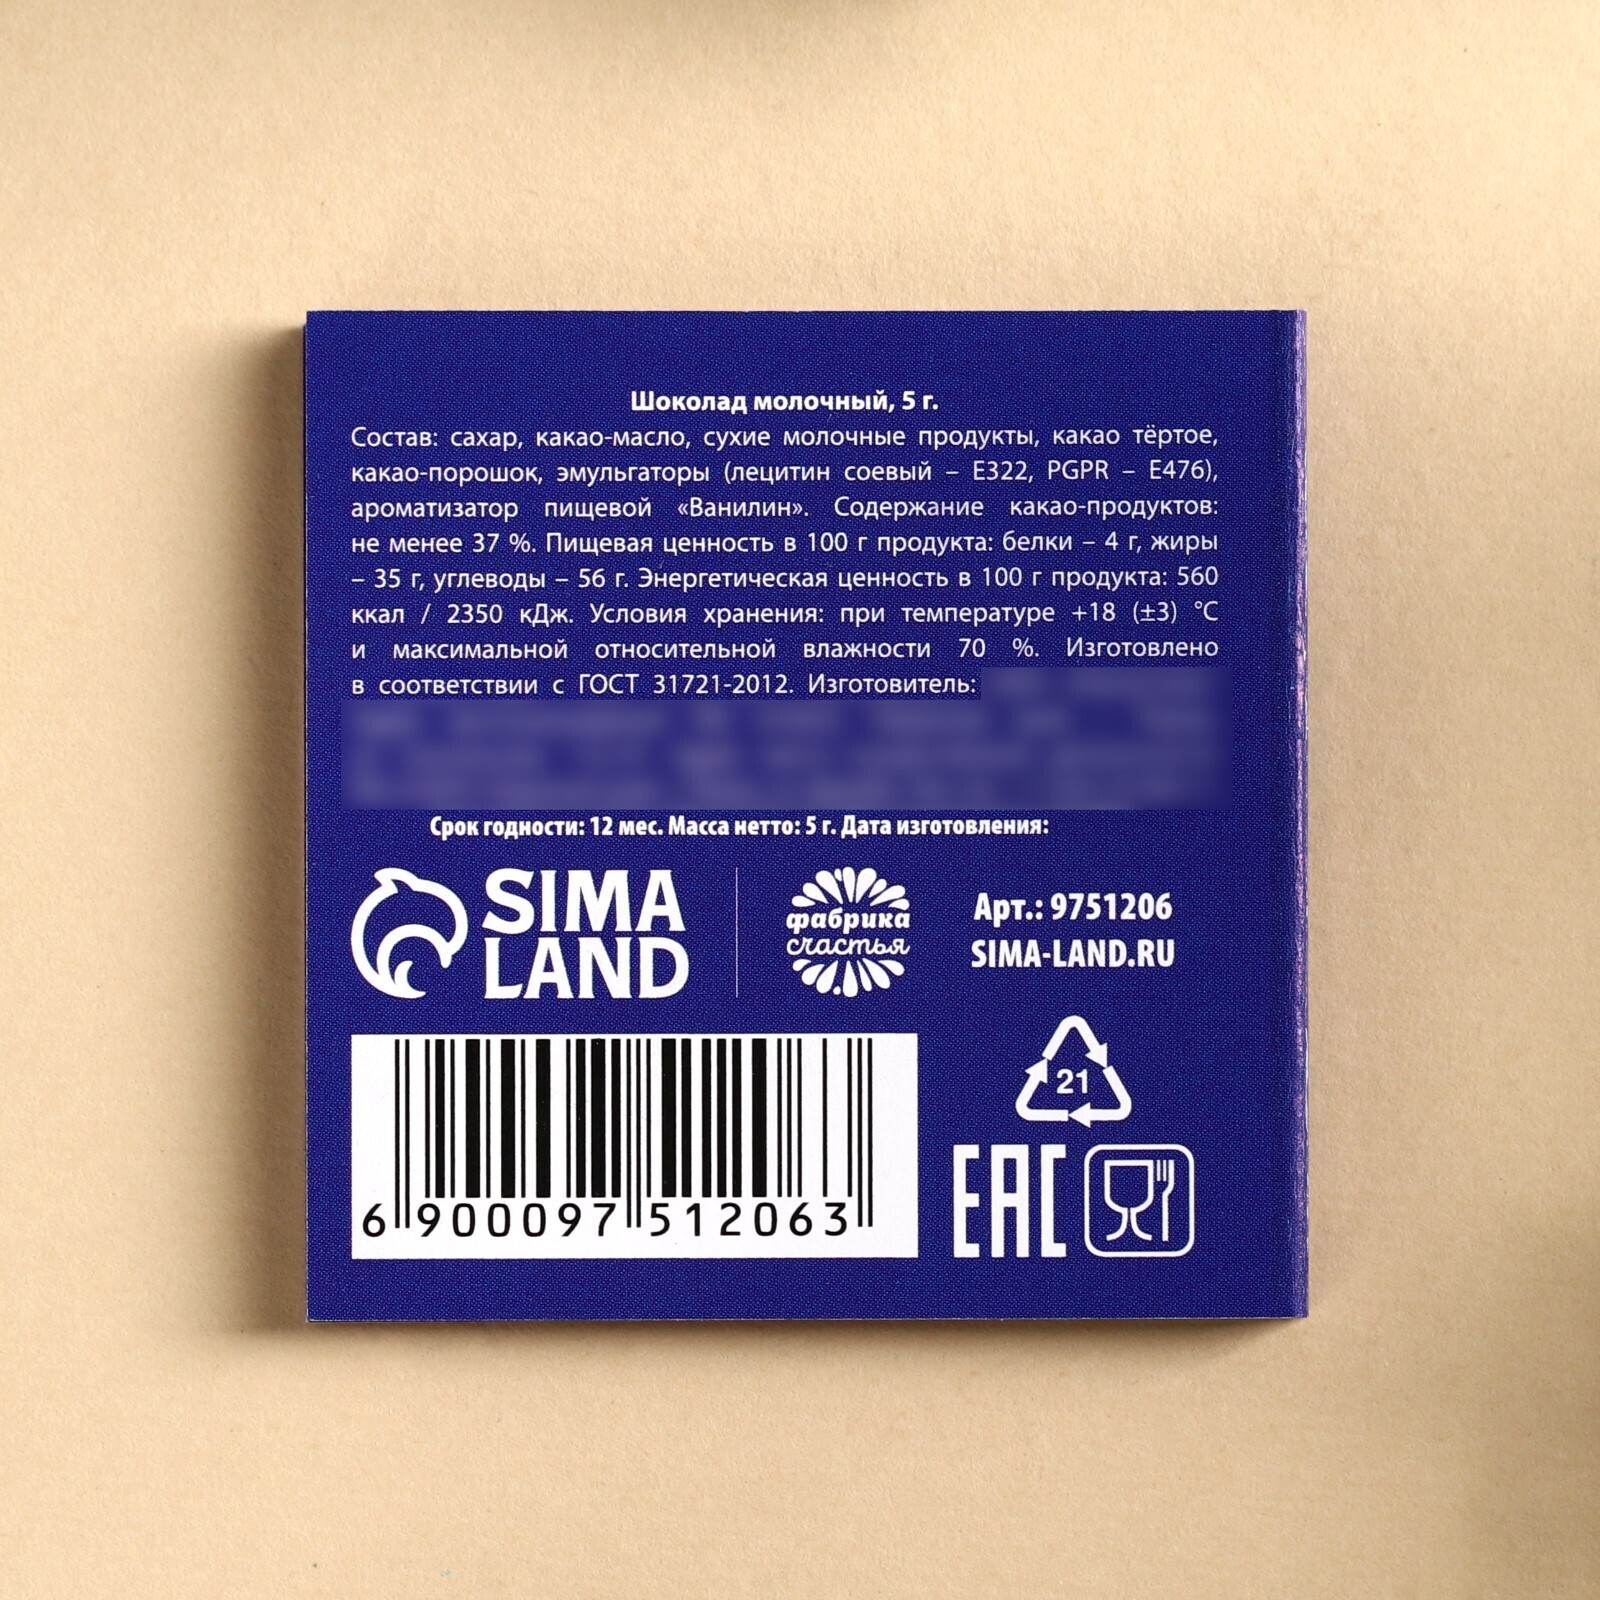 Шоколад молочный, 5 г.
Состав: сахар, какао-масло, сухие молочные продукты, какао тёртое,
какао-порошок, эмульгаторы (лецитин соевый – Е322, PGPR – Е476),
ароматизатор пищевой «Ванилин». Содержание какао-продуктов:
не менее 37 %. Пищевая ценность в 100 г продукта: белки – 4 г, жиры
– 35 г, углеводы – 56 г. Энергетическая ценность в 100 г продукта: 560
ккал / 2350 кДж. Условия хранения: при температуре +18 (±3) °С
и максимальной относительной влажности 70 %. Изготовлено
в соответствии с ГОСТ 31721-2012. Изготовитель:
Срок годности: 12 мес. Масса нетто: 5 г. Дата изготовления:
SIMA
LAND
фабрика
счастья
Арт.: 9751206
SIMA-LAND.RU
21
EAC
6 900097 512063